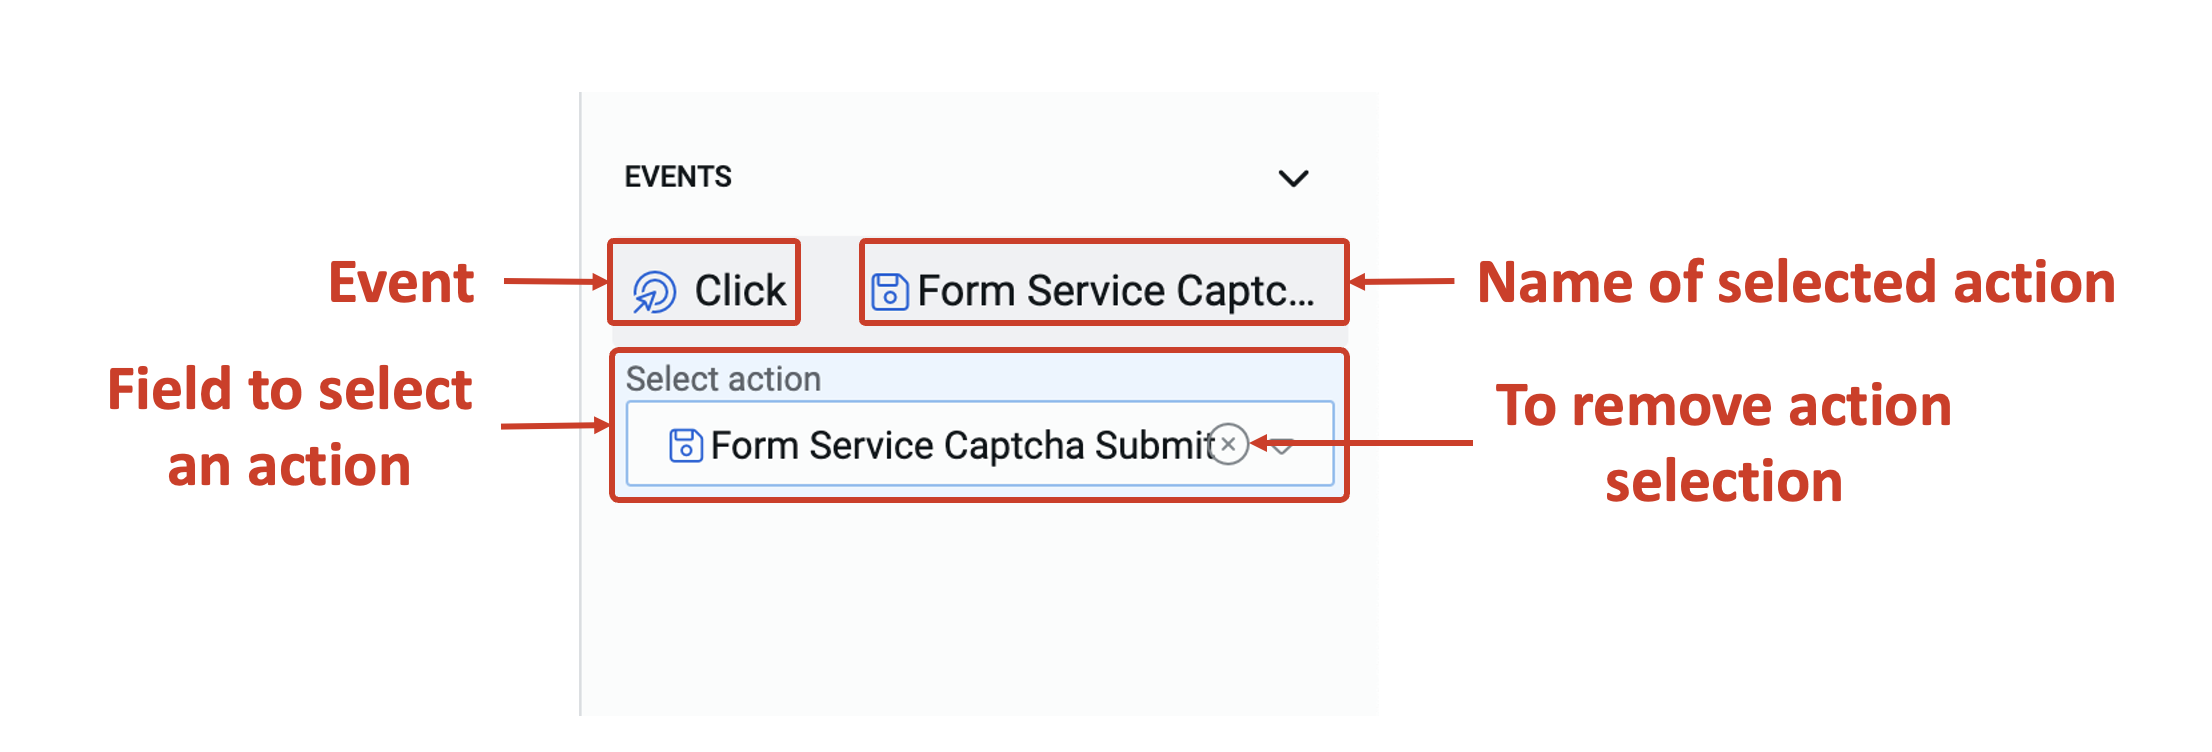 EVENTS
Event
Click
Form Service Captc...
Name of selected action
Field to select
an action
Select action
Form Service Captcha Submit
To remove action
selection